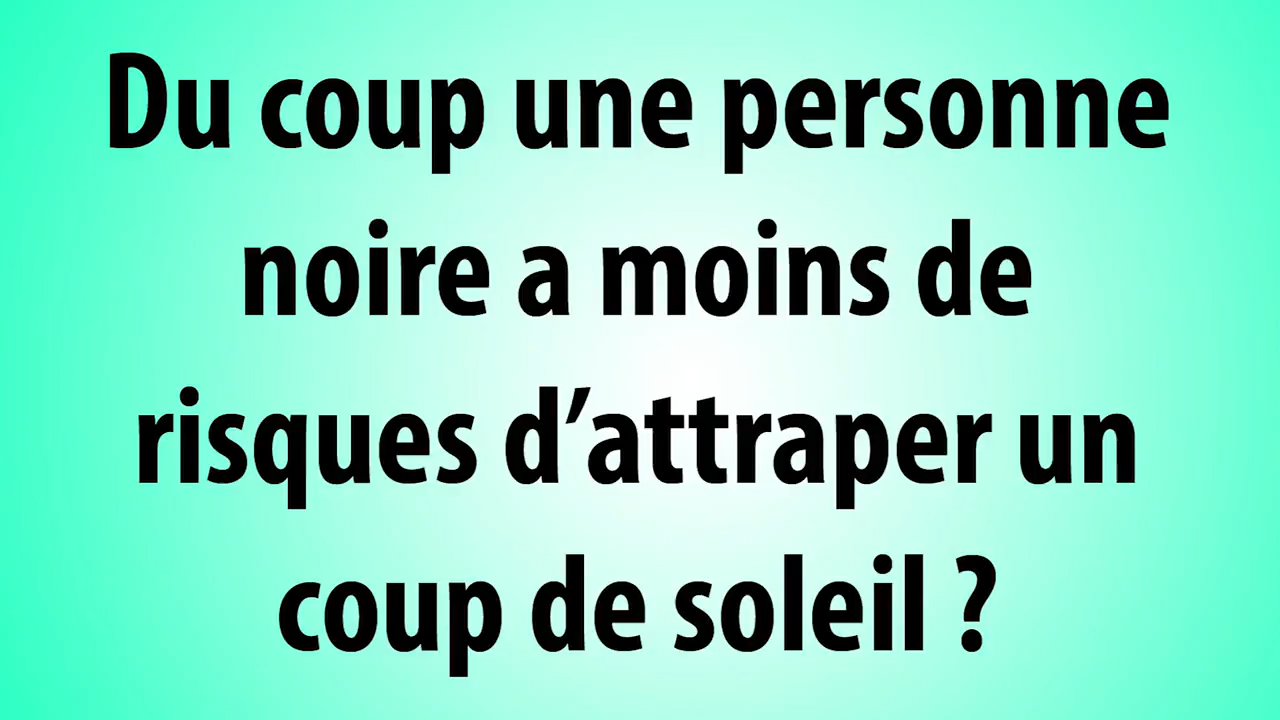 Du coup une personne
noire a moins de
risques d’attraper un
coup de soleil ?